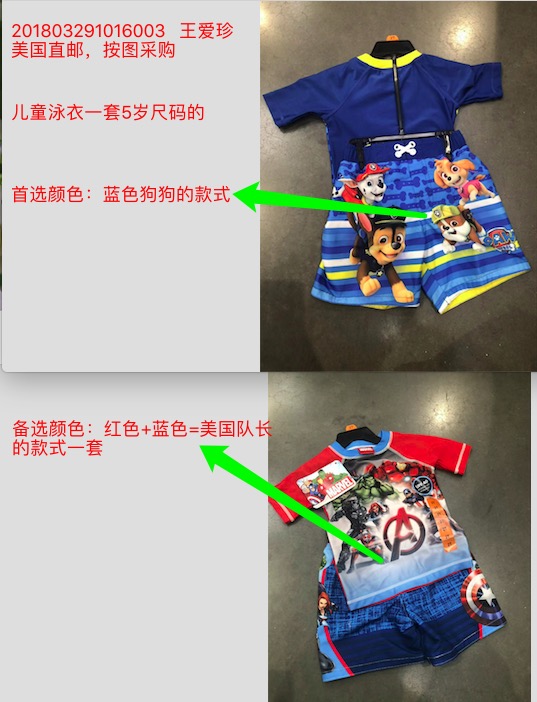 201803291016003 王爱珍
美国直邮，按图采购
儿童泳衣一套5岁尺码的
首选颜色：蓝色狗狗的款式
备选颜色：红色+蓝色=美国队长
的款式一套
MARVEL